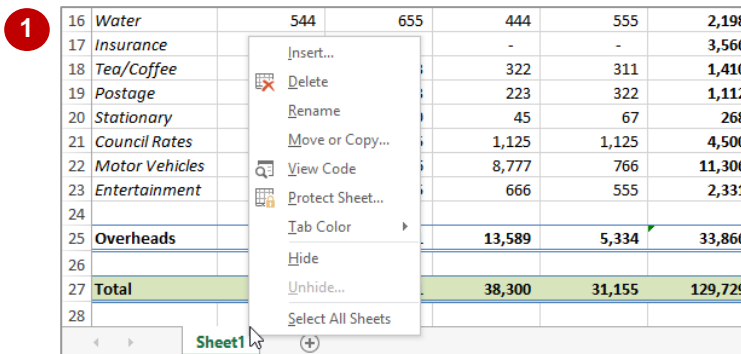 1
16 Water 544 655 444 555 2,198
17 Insurance - - 3,560
18 Tea/Coffee 322 311 1,410
19 Postage 223 322 1,112
20 Stationary 45 67 268
21 Council Rates 1,125 1,125 4,500
22 Motor Vehicles 8,777 766 11,300
23 Entertainment 666 555 2,331
24
25 Overheads 13,589 5,334 33,860
26
27 Total 38,300 31,155 129,729
28
Insert...
Delete
Rename
Move or Copy...
View Code
Protect Sheet...
Tab Color
Hide
Unhide...
Select All Sheets
Sheet1